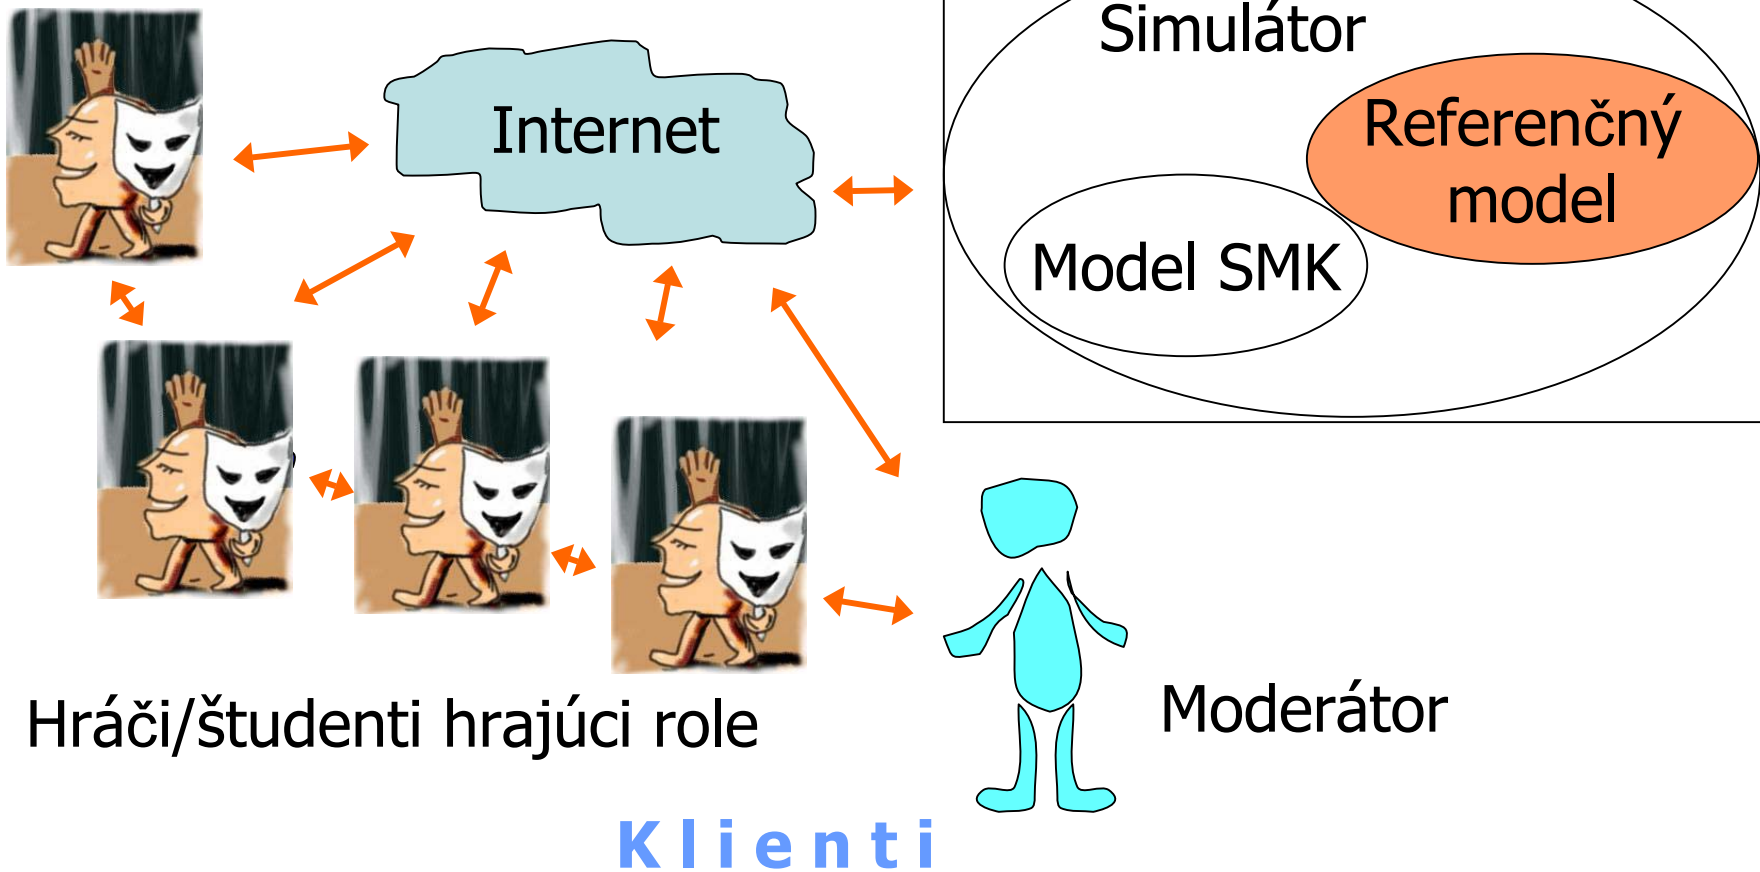 Simulátor
Internet
Referenčný
model
Model SMK
Hráči/študenti hrajúci role
Moderátor
Klienti